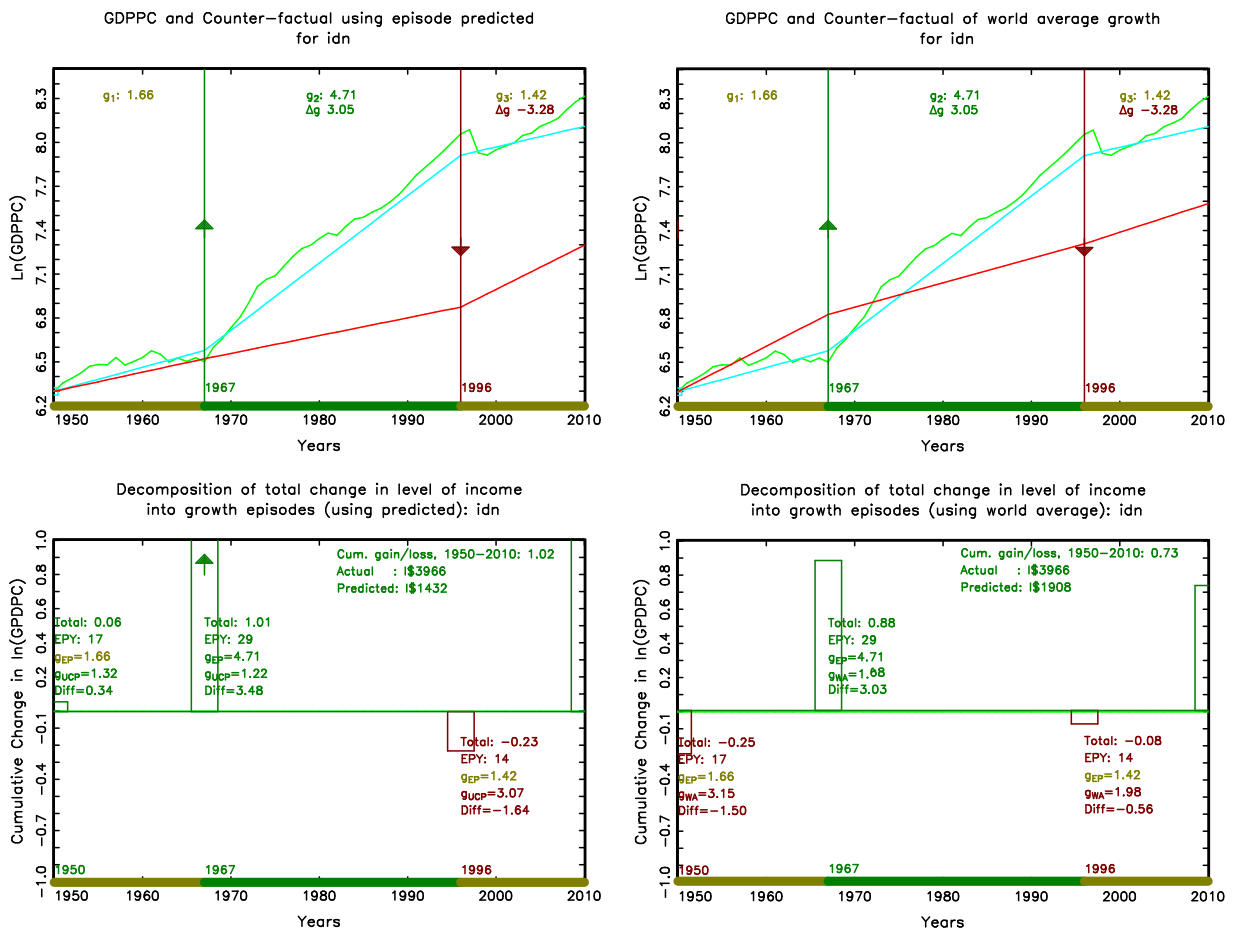 GDPPC and Counter-factual using episode predicted
for idn
g1: 1.66
g2: 4.71
Δg 3.05
g3: 1.42
Δg -3.28
Ln(GDPPC)
8.3
8.0
7.7
7.4
7.1
6.8
6.5
6.2
1967
1996
1950 1960 1970 1980 1990 2000 2010
Years
GDPPC and Counter-factual of world average growth
for idn
g1: 1.66
g2: 4.71
Δg 3.05
g3: 1.42
Δg -3.28
Ln(GDPPC)
8.3
8.0
7.7
7.4
7.1
6.8
6.5
6.2
1967
1996
1950 1960 1970 1980 1990 2000 2010
Years
Decomposition of total change in level of income
into growth episodes (using predicted): idn
Cumulative Change in ln(GPDPC)
1.0
0.8
0.6
0.4
0.2
-0.1
-0.4
-0.7
-1.0
Cum. gain/loss, 1950-2010: 1.02
Actual : I$3966
Predicted: I$1432
Total: 0.06
EPY: 17
gEP=1.66
gUCP=1.32
Diff=0.34
Total: 1.01
EPY: 29
gEP=4.71
gUCP=1.22
Diff=3.48
Total: -0.23
EPY: 14
gEP=1.42
gUCP=3.07
Diff=-1.64
1950
1967
1996
1950 1960 1970 1980 1990 2000 2010
Years
Decomposition of total change in level of income
into growth episodes (using world average): idn
Cumulative Change in ln(GPDPC)
1.0
0.8
0.6
0.4
0.2
-0.1
-0.4
-0.7
-1.0
Cum. gain/loss, 1950-2010: 0.73
Actual : I$3966
Predicted: I$1908
Total: -0.25
EPY: 17
gEP=1.66
gWA=3.15
Diff=-1.50
Total: 0.88
EPY: 29
gEP=4.71
gWA=1.68
Diff=3.03
Total: -0.08
EPY: 14
gEP=1.42
gWA=1.98
Diff=-0.56
1950
1967
1996
1950 1960 1970 1980 1990 2000 2010
Years